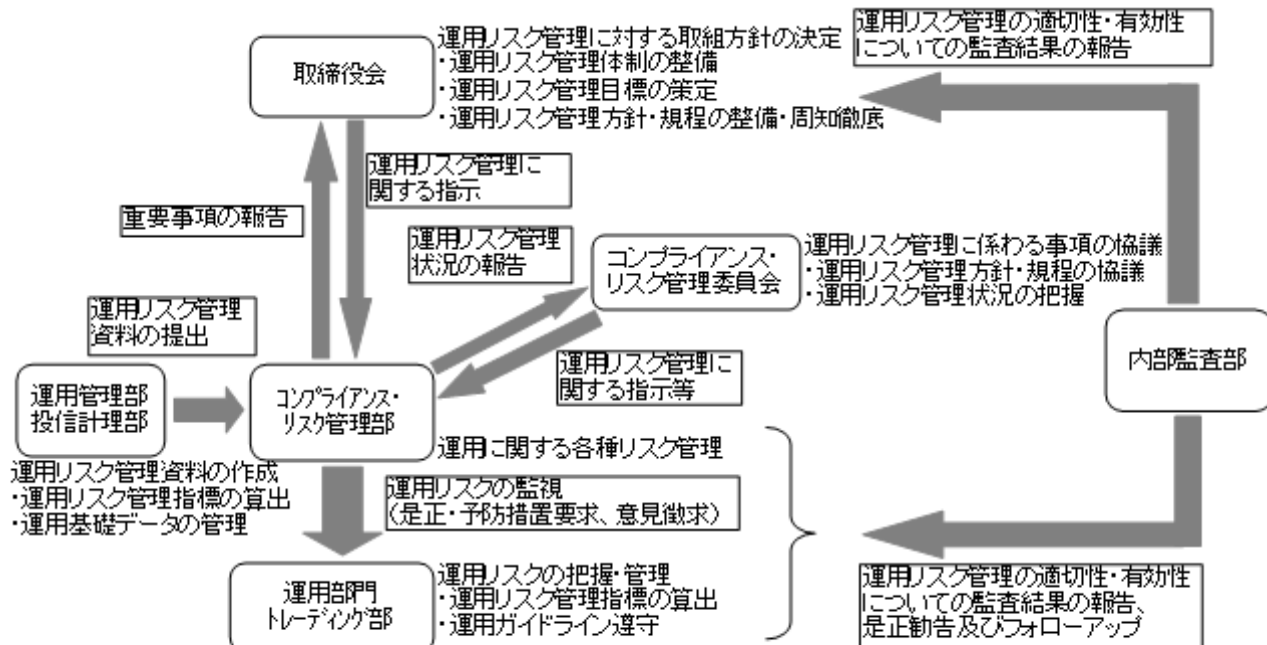 取締役会
運用リスク管理に対する取組方針の決定
・運用リスク管理体制の整備
・運用リスク管理目標の策定
・運用リスク管理方針・規程の整備・周知徹底
運用リスク管理の適切性・有効性
についての監査結果の報告
運用リスク管理に
関する指示
重要事項の報告
運用リスク管理
状況の報告
コンプライアンス・
リスク管理委員会
運用リスク管理に係わる事項の協議
・運用リスク管理方針・規程の協議
・運用リスク管理状況の把握
運用リスク管理
資料の提出
運用リスク管理に
関する指示等
内部監査部
運用管理部
投信計理部
コンプライアンス・
リスク管理部
運用に関する各種リスク管理
運用リスク管理資料の作成
・運用リスク管理指標の算出
・運用基礎データの管理
運用リスクの監視
(是正・予防措置要求、意見徴求)
運用部門
トレーディング部
運用リスクの把握・管理
・運用リスク管理指標の算出
・運用ガイドライン遵守
運用リスク管理の適切性・有効性
についての監査結果の報告、
是正勧告及びフォローアップ